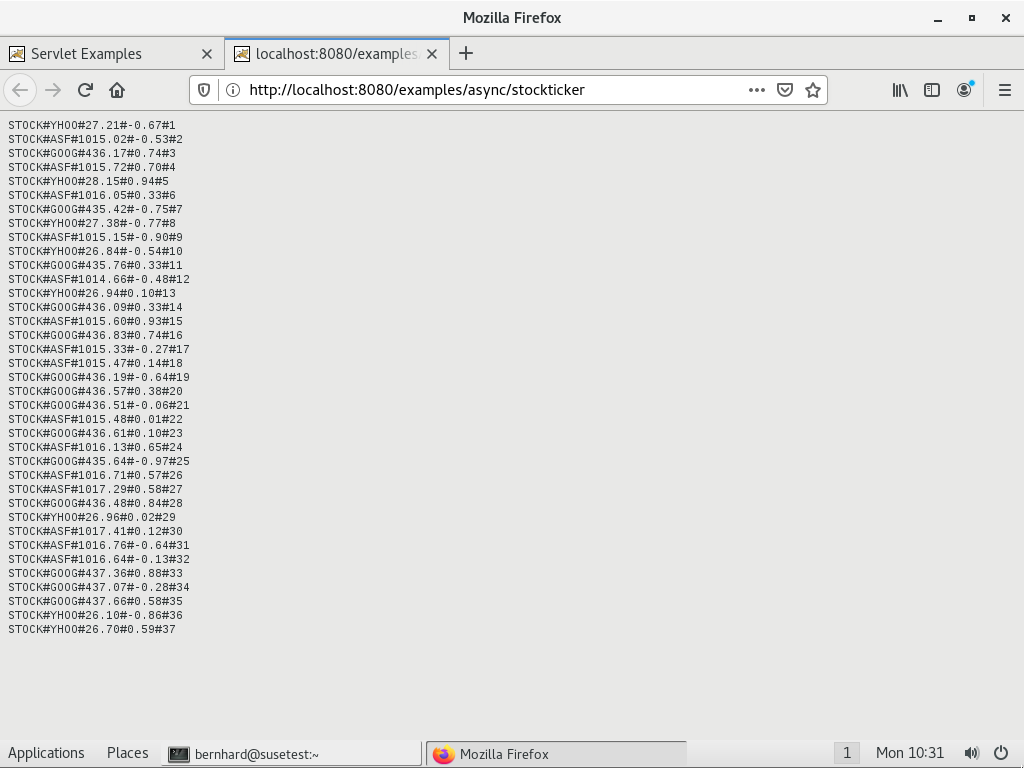 Mozilla Firefox
Servlet Examples
localhost:8080/examples
http://localhost:8080/examples/async/stockticker
STOCK#YHOO#27.21#-0.67#1
STOCK#ASF#1015.02#-0.53#2
STOCK#GOOG#436.17#0.74#3
STOCK#ASF#1015.72#0.70#4
STOCK#YHOO#28.15#0.94#5
STOCK#ASF#1016.05#0.33#6
STOCK#GOOG#435.42#-0.75#7
STOCK#YHOO#27.38#-0.77#8
STOCK#ASF#1015.15#-0.90#9
STOCK#YHOO#26.84#-0.54#10
STOCK#GOOG#435.76#0.33#11
STOCK#ASF#1014.66#-0.48#12
STOCK#YHOO#26.94#0.10#13
STOCK#GOOG#436.09#0.33#14
STOCK#ASF#1015.60#0.93#15
STOCK#GOOG#436.83#0.74#16
STOCK#ASF#1015.33#-0.27#17
STOCK#ASF#1015.47#0.14#18
STOCK#GOOG#436.19#-0.64#19
STOCK#GOOG#436.57#0.38#20
STOCK#GOOG#436.51#-0.06#21
STOCK#ASF#1015.48#0.01#22
STOCK#GOOG#436.61#0.10#23
STOCK#ASF#1016.13#0.65#24
STOCK#GOOG#435.64#-0.97#25
STOCK#ASF#1016.71#0.57#26
STOCK#ASF#1017.29#0.58#27
STOCK#GOOG#436.48#0.84#28
STOCK#YHOO#26.96#0.02#29
STOCK#ASF#1017.41#0.12#30
STOCK#ASF#1016.76#-0.64#31
STOCK#ASF#1016.64#-0.13#32
STOCK#GOOG#437.36#0.88#33
STOCK#GOOG#437.07#-0.28#34
STOCK#GOOG#437.66#0.58#35
STOCK#YHOO#26.10#-0.86#36
STOCK#YHOO#26.70#0.59#37
Applications Places bernhard@susetest:~ Mozilla Firefox 1 Mon 10:31